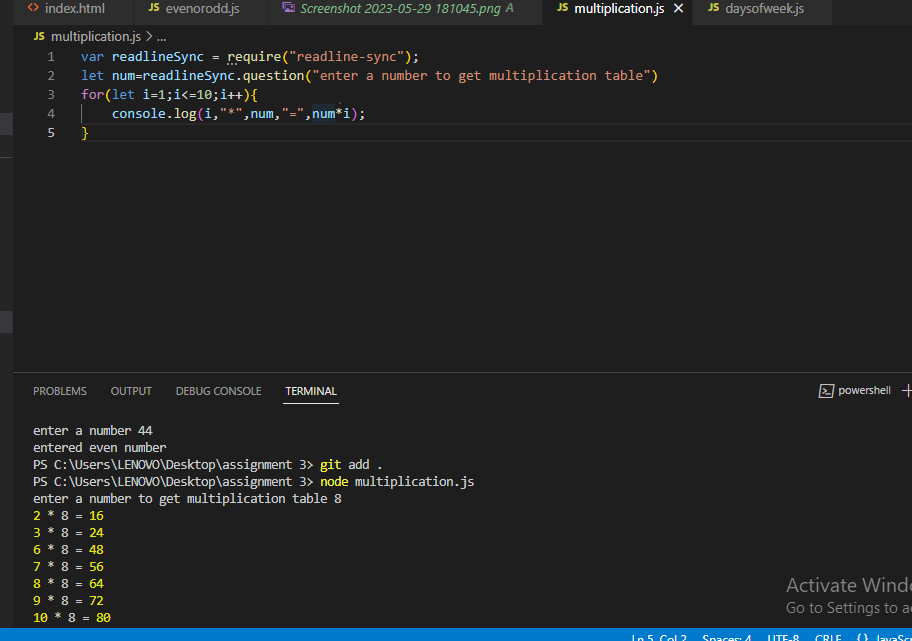 <> index.html JS evenorodd.js Screenshot 2023-05-29 181045.png A JS multiplication.js × JS daysofweek.js
JS multiplication.js > ...
1 var readlineSync = require("readline-sync");
2 let num=readlineSync.question("enter a number to get multiplication table")
3 for(let i=1;i<=10;i++){
4 console.log(i,"*",num,"=",num*i);
5 }
PROBLEMS OUTPUT DEBUG CONSOLE TERMINAL powershell +
enter a number 44
entered even number
PS C:\Users\LENOVO\Desktop\assignment 3> git add .
PS C:\Users\LENOVO\Desktop\assignment 3> node multiplication.js
enter a number to get multiplication table 8
2 * 8 = 16
3 * 8 = 24
6 * 8 = 48
7 * 8 = 56
8 * 8 = 64
9 * 8 = 72
10 * 8 = 80
Activate Windo
Go to Settings to a
Ln 5, Col 2 Spaces: 4 UTF-8 CRLF {} JavaScr